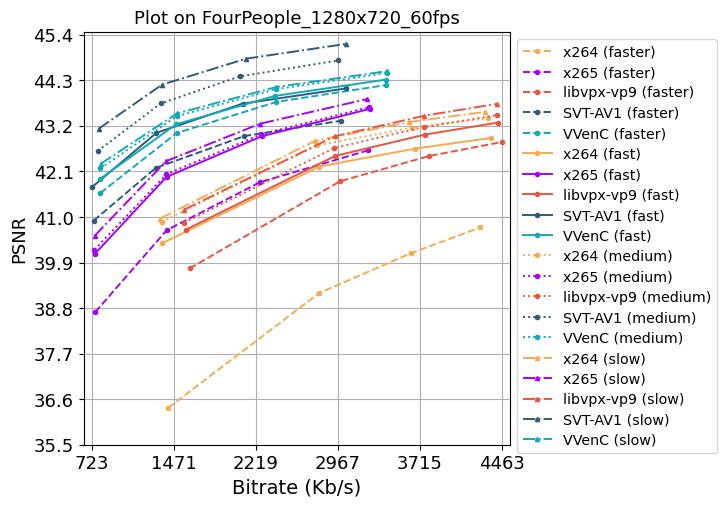 Plot on FourPeople_1280x720_60fps
45.4
44.3
43.2
42.1
41.0
39.9
38.8
37.7
36.6
35.5
PSNR
723 1471 2219 2967 3715 4463
Bitrate (Kb/s)
x264 (faster)
x265 (faster)
libvpx-vp9 (faster)
SVT-AV1 (faster)
VVenC (faster)
x264 (fast)
x265 (fast)
libvpx-vp9 (fast)
SVT-AV1 (fast)
VVenC (fast)
x264 (medium)
x265 (medium)
libvpx-vp9 (medium)
SVT-AV1 (medium)
VVenC (medium)
x264 (slow)
x265 (slow)
libvpx-vp9 (slow)
SVT-AV1 (slow)
VVenC (slow)